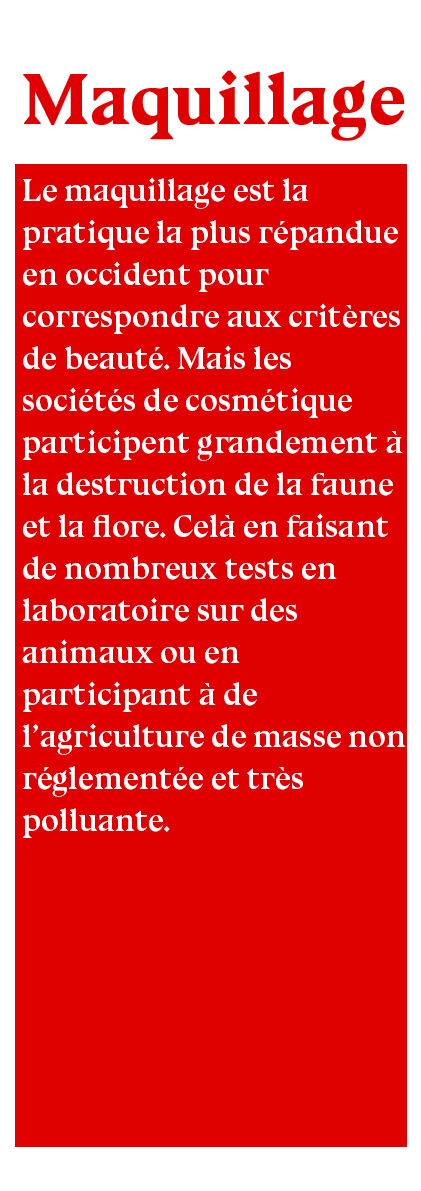 Maquillage
Le maquillage est la
pratique la plus répandue
en occident pour
correspondre aux critères
de beauté. Mais les
sociétés de cosmétique
participent grandement à
la destruction de la faune
et la flore. Celà en faisant
de nombreux tests en
laboratoire sur des
animaux ou en
participant à de
l’agriculture de masse non
réglementée et très
polluante.